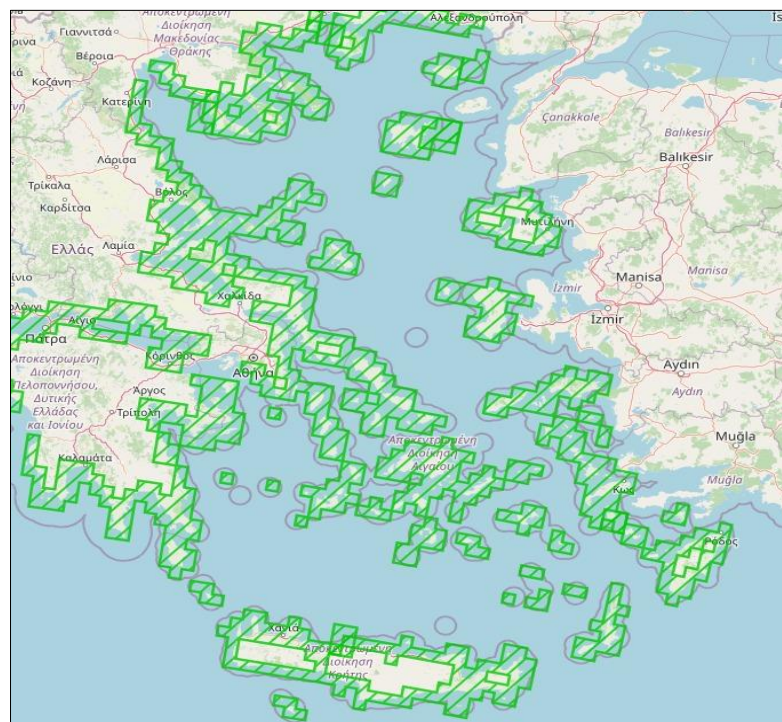 Αποκεντρωμένη
Διοίκηση
Μακεδονίας
Θράκης
Αλεξανδρούπολη
Is
Γιαννιτσά
Βέροια
Κοζάνη
Κατερίνη
Çanakkale
Balıkesir
Balıkesir
Λάρισα
Τρίκαλα
Καρδίτσα
Βόλος
Μυτιλήνη
Ελλάς
Λαμία
Manisa
Manisa
İzmir
İzmir
Χαλκίδα
Αίγιο
Πάτρα
Κόρινθος
Αθήνα
Aydın
Aydın
Αποκεντρωμένη
Διοίκηση
Πελοποννήσου,
Δυτικής
Ελλάδας
και Ιονίου
Άργος
Τρίπολη
Αποκεντρωμένη
Διοίκηση
Αιγαίου
Muğla
Muğla
Καλαμάτα
Κως
Ρόδος
Χανιά
Αποκεντρωμένη
Διοίκηση
Κρήτης